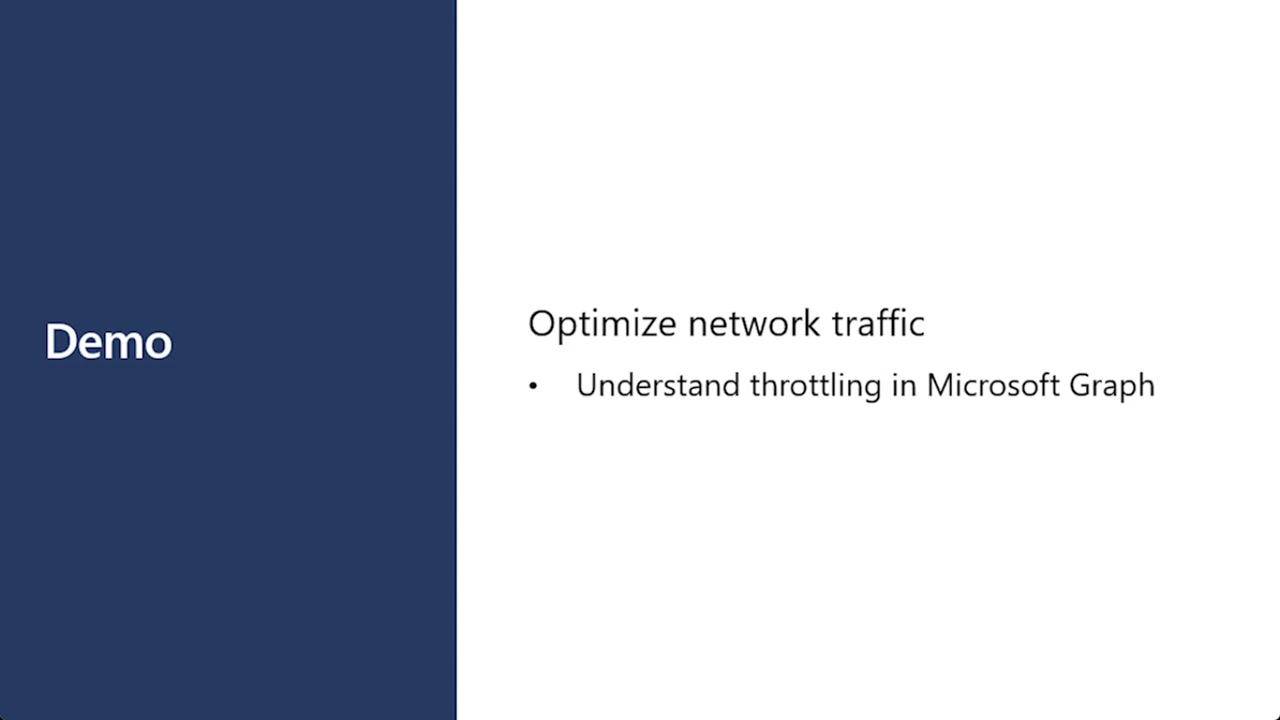 Demo
Optimize network traffic
• Understand throttling in Microsoft Graph